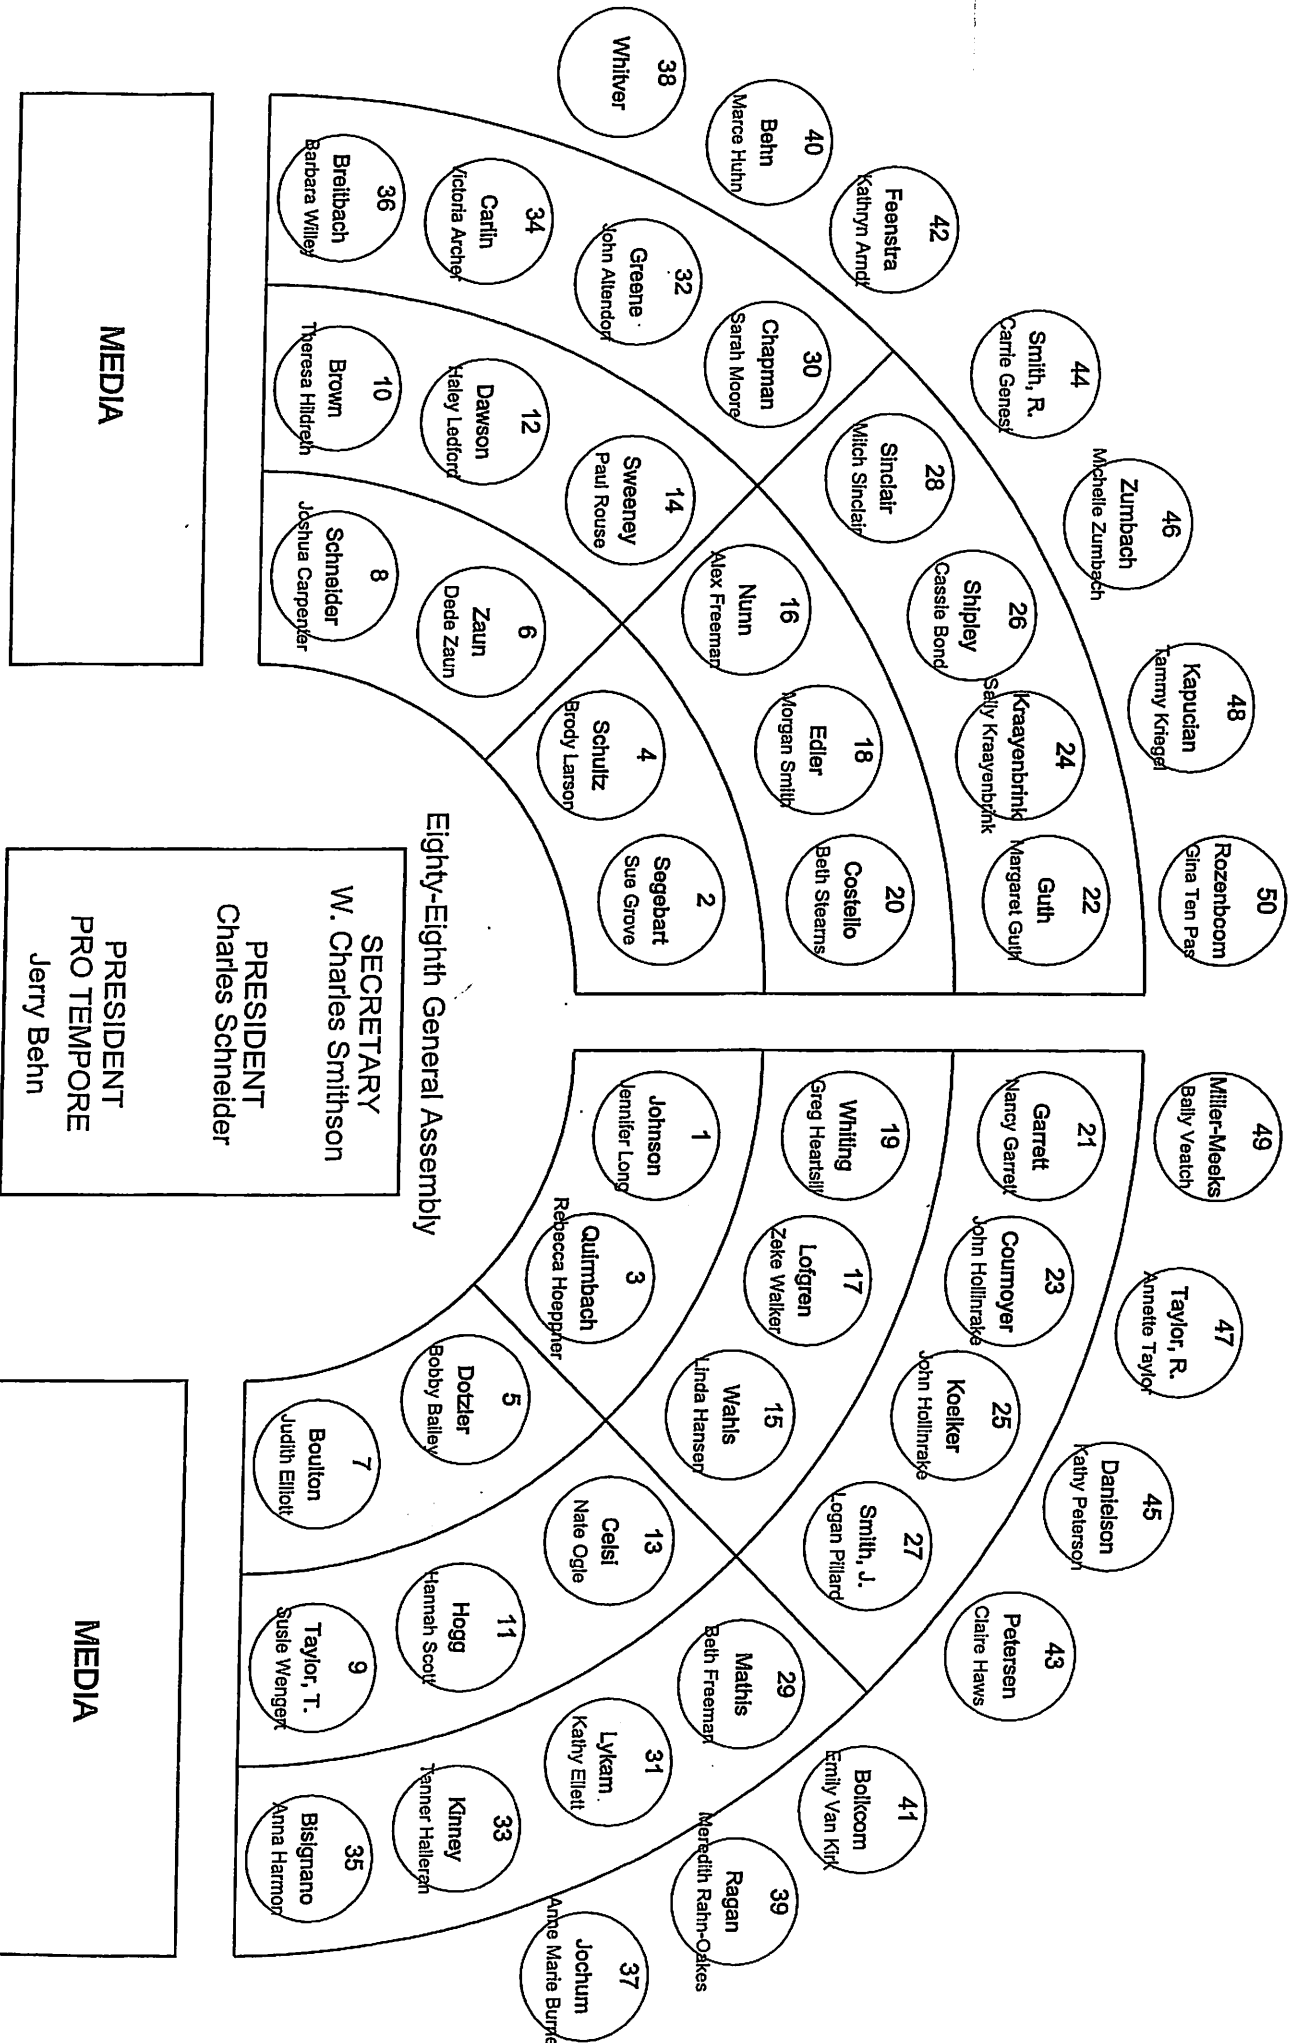 38
Whitver
40
Behn
Marce Huhn
42
Feenstra
Kathryn Arndt
44
Smith, R.
Carrie Genest
46
Zumbach
Michelle Zumbach
48
Kapucian
Tammy Kriegel
50
Rozenboom
Gina Ten Pas
49
Miller-Meeks
Bally Veatch
47
Taylor, R.
Annette Taylor
45
Danielson
Kathy Peterson
43
Petersen
Claire Haws
41
Bolkcom
Emily Van Kirk
39
Ragan
Meredith Rahn-Oakes
37
Jochum
Anne Marie Burne
36
Breitbach
Barbara Willey
34
Carlin
Victoria Archer
32
Greene
John Altendorf
30
Chapman
Sarah Moore
28
Sinclair
Mitch Sinclair
26
Shipley
Cassie Bond
24
Kraayenbrink
Sally Kraayenbrink
22
Guth
Margaret Guth
21
Garrett
Nancy Garrett
23
Cournoyer
John Hollinrake
25
Koelker
John Hollinrake
27
Smith, J.
Logan Pillard
29
Mathis
Beth Freeman
31
Lykam
Kathy Ellett
33
Kinney
Tanner Halleran
35
Bisignano
Anna Harmon
10
Brown
Theresa Hildreth
12
Dawson
Haley Ledford
14
Sweeney
Paul Rouse
16
Nunn
Alex Freeman
18
Edler
Morgan Smith
20
Costello
Beth Stearns
19
Whiting
Greg Heartsill
17
Lofgren
Zeke Walker
15
Wahls
Linda Hansen
13
Celsi
Nate Ogle
11
Hogg
Hannah Scott
9
Taylor, T.
Susie Wengert
8
Schneider
Joshua Carpenter
6
Zaun
Dede Zaun
4
Schultz
Brody Larson
2
Segebart
Sue Grove
1
Johnson
Jennifer Long
3
Quirmbach
Rebecca Hoeppner
5
Dotzler
Bobby Bailey
7
Boulton
Judith Elliott
Eighty-Eighth General Assembly
SECRETARY
W. Charles Smithson
PRESIDENT
Charles Schneider
PRESIDENT
PRO TEMPORE
Jerry Behn
MEDIA
MEDIA